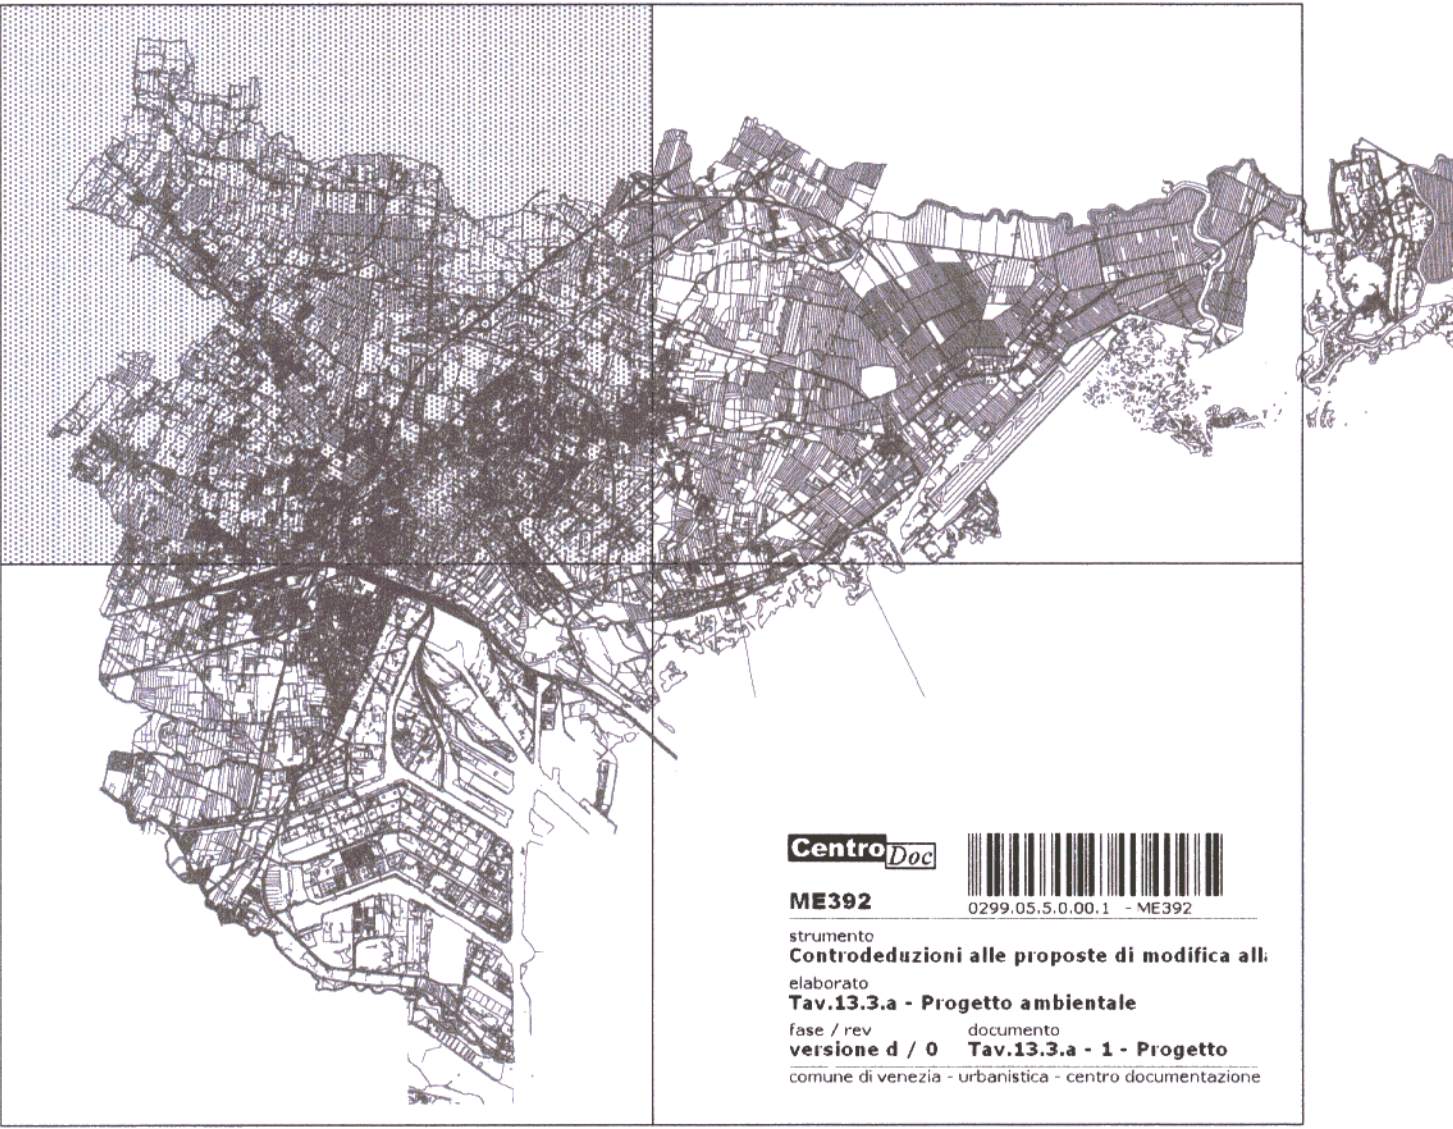 Centro Doc
ME392
0299.05.5.0.00.1 - ME392
strumento
Controdeduzioni alle proposte di modifica all
elaborato
Tav.13.3.a - Progetto ambientale
fase / rev documento
versione d / 0 Tav.13.3.a - 1 - Progetto
comune di venezia - urbanistica - centro documentazione